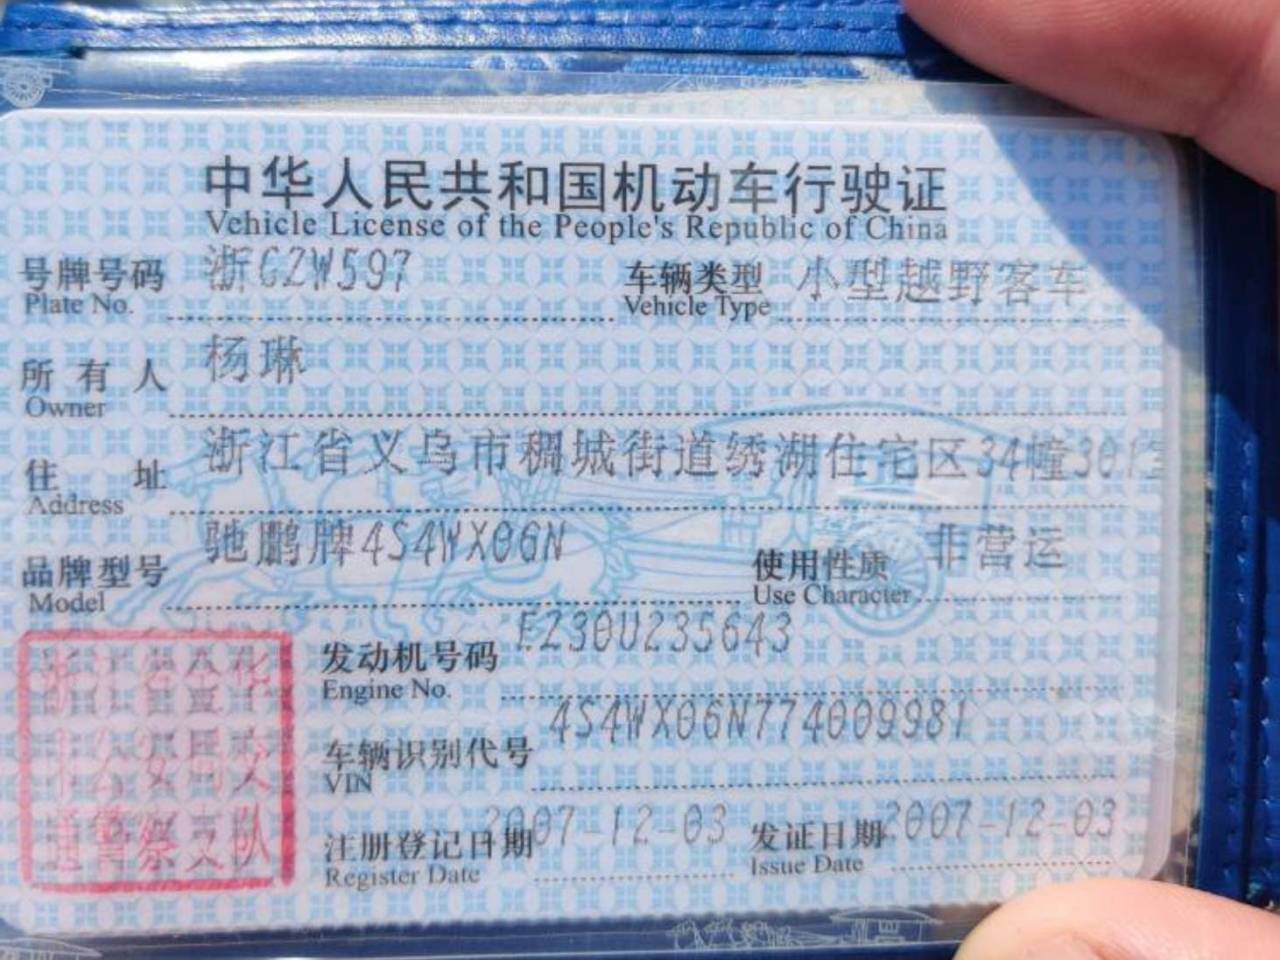 中华人民共和国机动车行驶证
Vehicle License of the People's Republic of China
号牌号码 浙GZW597 车辆类型 小型越野客车
Plate No. Vehicle Type
所有人 杨琳
Owner
住址 浙江省义乌市稠城街道绣湖住宅区34幢301室
Address
品牌型号 驰鹏牌4S4WX06N 使用性质 非营运
Model Use Character
发动机号码 EZ30U235643
Engine No.
车辆识别代号 4S4WX06N774009981
VIN
注册登记日期 2007-12-03 发证日期 2007-12-03
Register Date Issue Date
浙江省金华
市公安局交
通警察支队